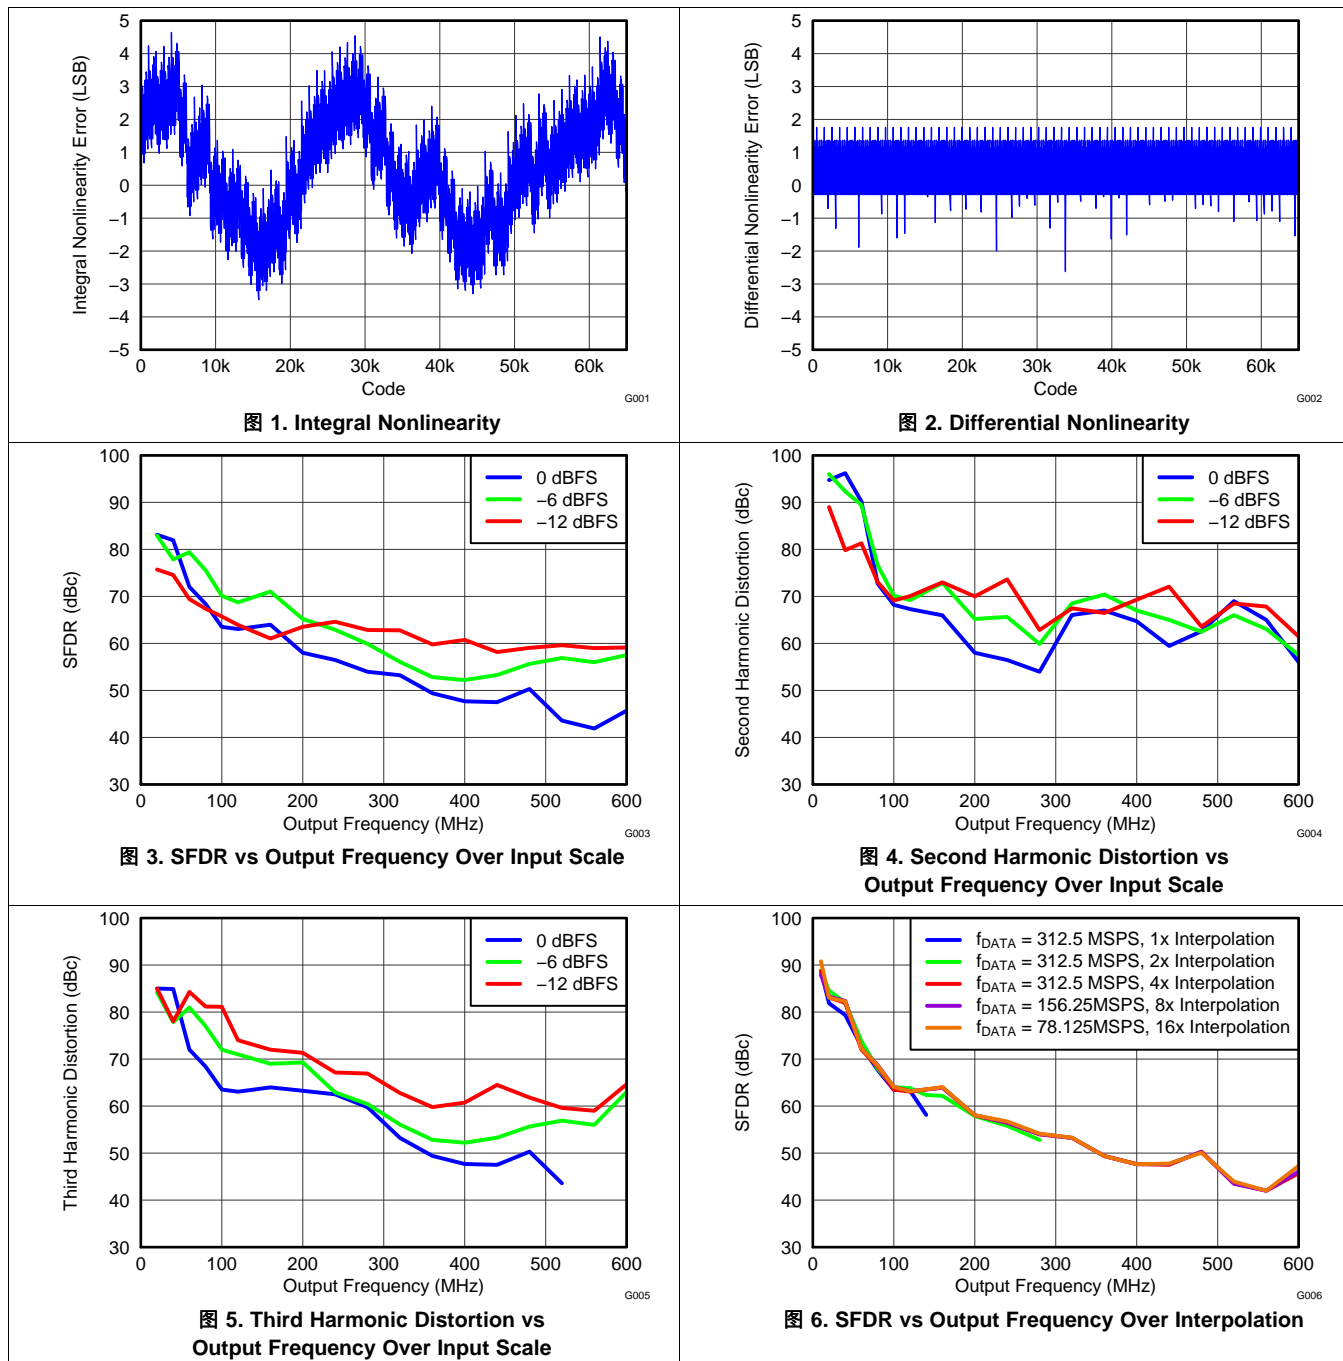 5
4
3
2
1
0
–1
–2
–3
–4
–5
Integral Nonlinearity Error (LSB)
0 10k 20k 30k 40k 50k 60k
Code
G001
图 1. Integral Nonlinearity
5
4
3
2
1
0
–1
–2
–3
–4
–5
Differential Nonlinearity Error (LSB)
0 10k 20k 30k 40k 50k 60k
Code
G002
图 2. Differential Nonlinearity
100
90
80
70
60
50
40
30
SFDR (dBc)
0 dBFS
–6 dBFS
–12 dBFS
0 100 200 300 400 500 600
Output Frequency (MHz)
G003
图 3. SFDR vs Output Frequency Over Input Scale
100
90
80
70
60
50
40
30
Second Harmonic Distortion (dBc)
0 dBFS
–6 dBFS
–12 dBFS
0 100 200 300 400 500 600
Output Frequency (MHz)
G004
图 4. Second Harmonic Distortion vs
Output Frequency Over Input Scale
100
90
80
70
60
50
40
30
Third Harmonic Distortion (dBc)
0 dBFS
–6 dBFS
–12 dBFS
0 100 200 300 400 500 600
Output Frequency (MHz)
G005
图 5. Third Harmonic Distortion vs
Output Frequency Over Input Scale
100
90
80
70
60
50
40
30
SFDR (dBc)
fDATA = 312.5 MSPS, 1x Interpolation
fDATA = 312.5 MSPS, 2x Interpolation
fDATA = 312.5 MSPS, 4x Interpolation
fDATA = 156.25MSPS, 8x Interpolation
fDATA = 78.125MSPS, 16x Interpolation
0 100 200 300 400 500 600
Output Frequency (MHz)
G006
图 6. SFDR vs Output Frequency Over Interpolation